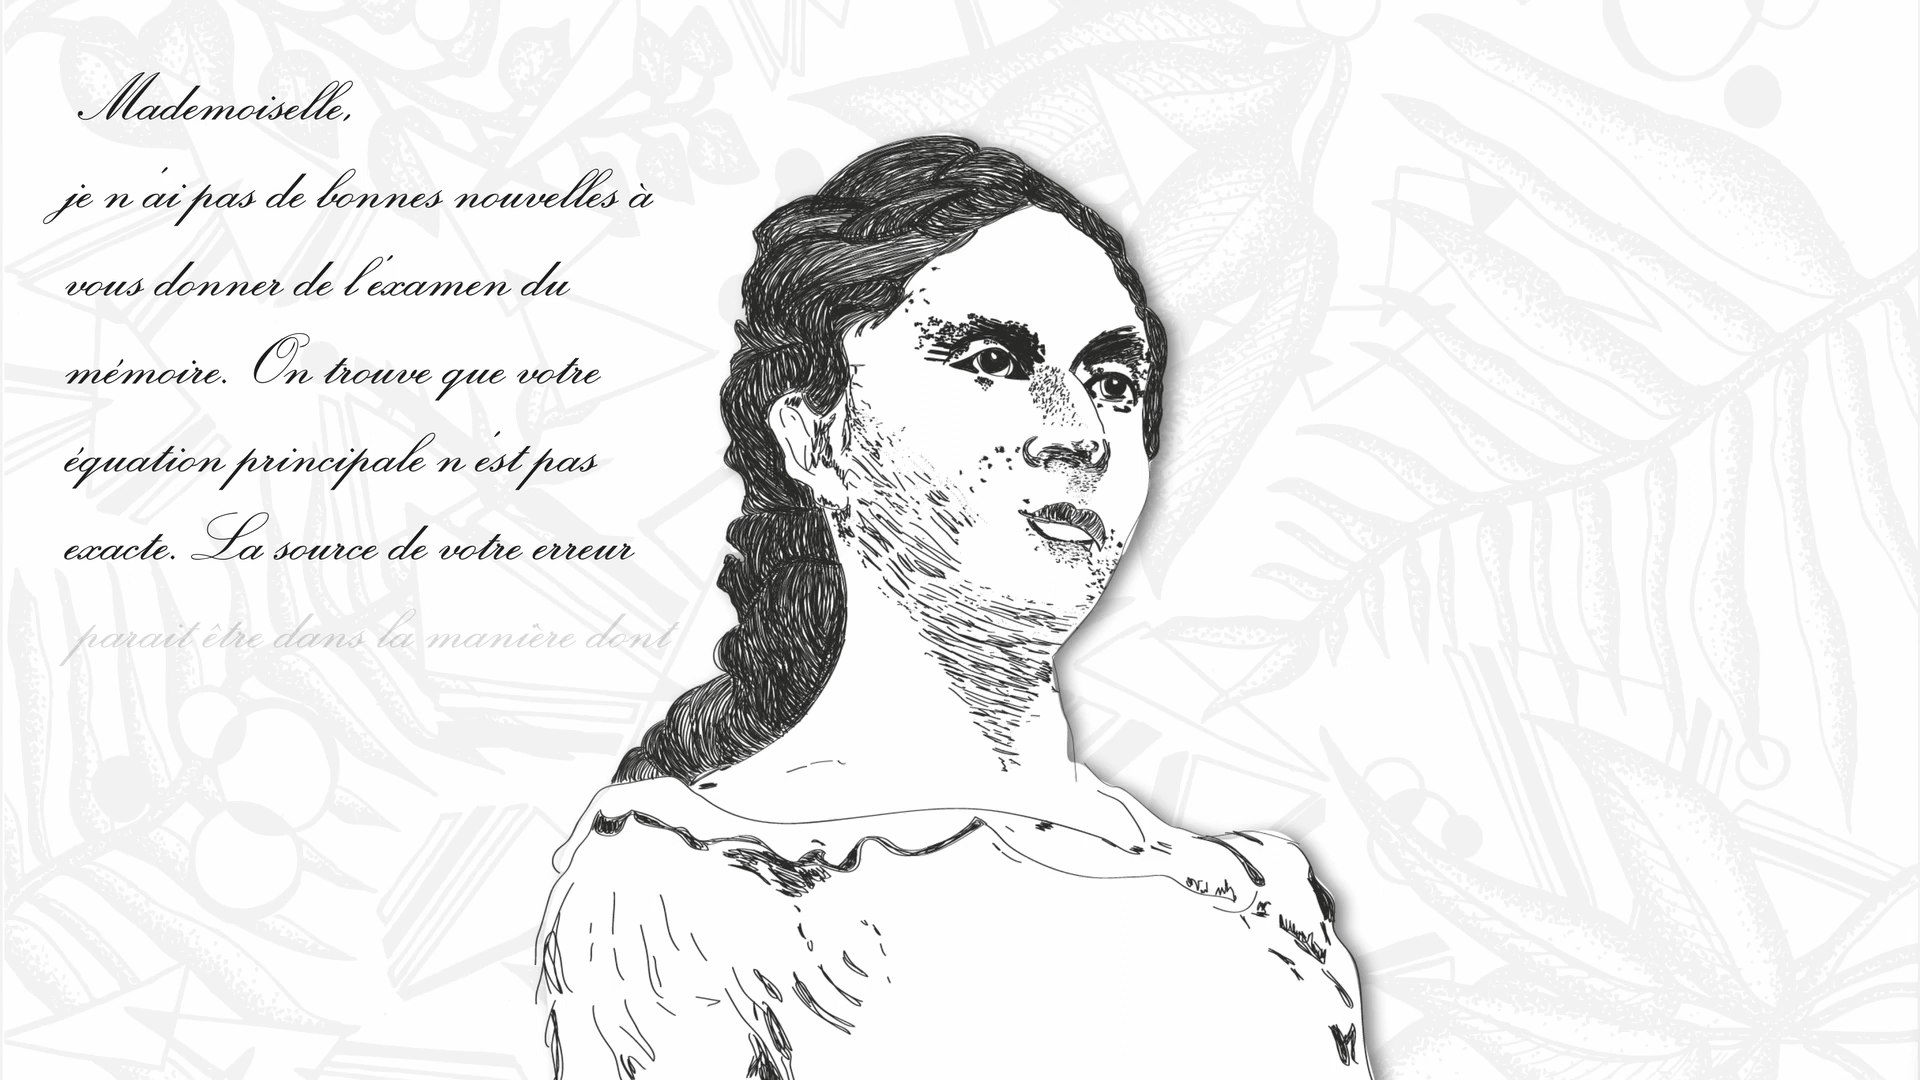 Mademoiselle,
je n'ai pas de bonnes nouvelles à
vous donner de l'examen du
mémoire. On trouve que votre
équation principale n'est pas
exacte. La source de votre erreur
parait être dans la manière dont